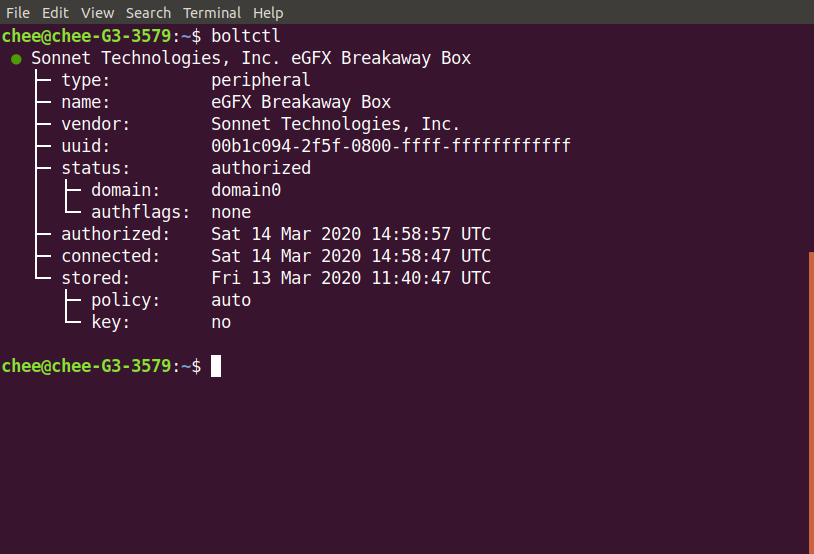 File Edit View Search Terminal Help
chee@chee-G3-3579:~$ boltctl
● Sonnet Technologies, Inc. eGFX Breakaway Box
├─ type: peripheral
├─ name: eGFX Breakaway Box
├─ vendor: Sonnet Technologies, Inc.
├─ uuid: 00b1c094-2f5f-0800-ffff-ffffffffffff
├─ status: authorized
│ ├─ domain: domain0
│ └─ authflags: none
├─ authorized: Sat 14 Mar 2020 14:58:57 UTC
├─ connected: Sat 14 Mar 2020 14:58:47 UTC
└─ stored: Fri 13 Mar 2020 11:40:47 UTC
├─ policy: auto
└─ key: no
chee@chee-G3-3579:~$